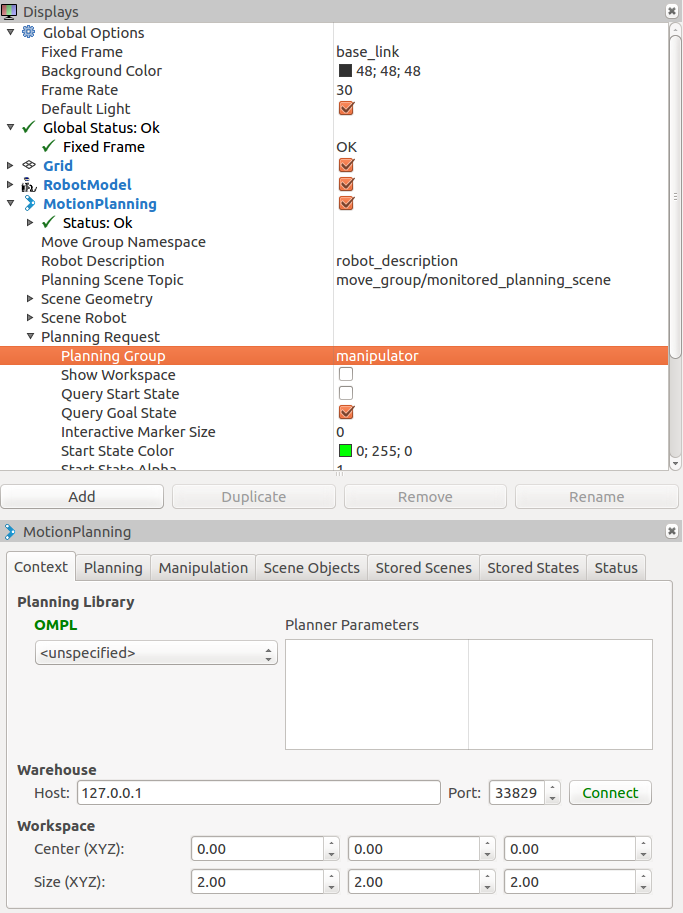 Displays
Global Options
Fixed Frame base_link
Background Color 48; 48; 48
Frame Rate 30
Default Light
Global Status: Ok
Fixed Frame OK
Grid
RobotModel
MotionPlanning
Status: Ok
Move Group Namespace
Robot Description robot_description
Planning Scene Topic move_group/monitored_planning_scene
Scene Geometry
Scene Robot
Planning Request
Planning Group manipulator
Show Workspace
Query Start State
Query Goal State
Interactive Marker Size 0
Start State Color 0; 255; 0
Start State Alpha 1
Add Duplicate Remove Rename
MotionPlanning
Context Planning Manipulation Scene Objects Stored Scenes Stored States Status
Planning Library
OMPL Planner Parameters
<unspecified>
Warehouse
Host: 127.0.0.1 Port: 33829 Connect
Workspace
Center (XYZ): 0.00 0.00 0.00
Size (XYZ): 2.00 2.00 2.00